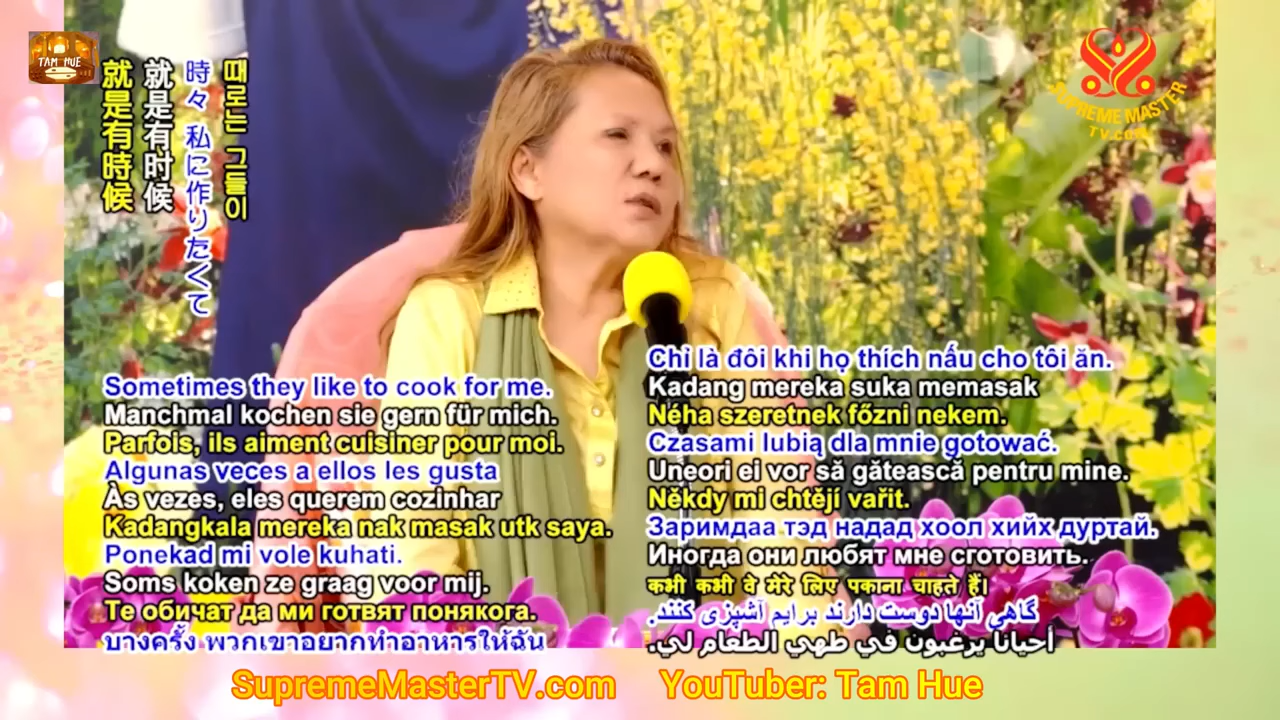 TAM HUE
SUPREME MASTER
TV.com
때로는 그들이
時々 私に作りたくて
就是有时候
就是有時候
Sometimes they like to cook for me.
Manchmal kochen sie gern für mich.
Parfois, ils aiment cuisiner pour moi.
Algunas veces a ellos les gusta
Às vezes, eles querem cozinhar
Kadangkala mereka nak masak utk saya.
Ponekad mi vole kuhati.
Soms koken ze graag voor mij.
Те обичат да ми готвят понякога.
บางครั้ง พวกเขาอยากทำอาหารให้ฉัน
Chỉ là đôi khi họ thích nấu cho tôi ăn.
Kadang mereka suka memasak
Néha szeretnek főzni nekem.
Czasami lubią dla mnie gotować.
Uneori ei vor să gătească pentru mine.
Někdy mi chtějí vařit.
Заримдаа тэд надад хоол хийх дуртай.
Иногда они любят мне сготовить.
कभी कभी वे मेरे लिए पकाना चाहते हैं।
گاهی آنها دوست دارند برایم آشپزی کنند.
أحيانا يرغبون في طهي الطعام لي.
SupremeMasterTV.com YouTuber: Tam Hue